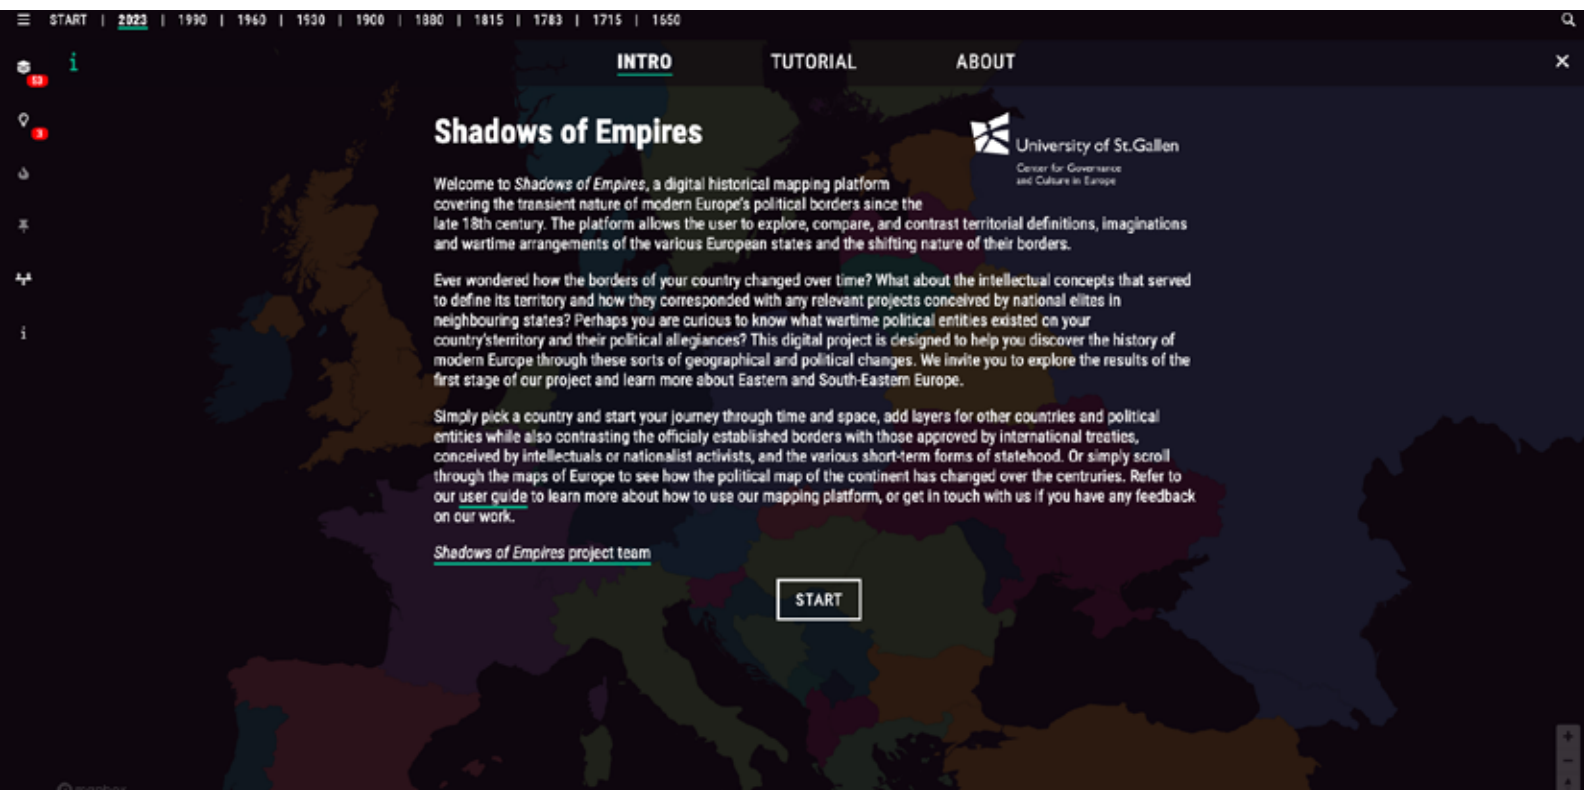 START | 2023 | 1990 | 1960 | 1930 | 1900 | 1880 | 1815 | 1783 | 1715 | 1650
53
i
INTRO TUTORIAL ABOUT
3
i
Shadows of Empires
University of St.Gallen
Center for Governance
and Culture in Europe
Welcome to Shadows of Empires, a digital historical mapping platform
covering the transient nature of modern Europe's political borders since the
late 18th century. The platform allows the user to explore, compare, and contrast territorial definitions, imaginations
and wartime arrangements of the various European states and the shifting nature of their borders.
Ever wondered how the borders of your country changed over time? What about the intellectual concepts that served
to define its territory and how they corresponded with any relevant projects conceived by national elites in
neighbouring states? Perhaps you are curious to know what wartime political entities existed on your
country'sterritory and their political allegiances? This digital project is designed to help you discover the history of
modern Europe through these sorts of geographical and political changes. We invite you to explore the results of the
first stage of our project and learn more about Eastern and South-Eastern Europe.
Simply pick a country and start your journey through time and space, add layers for other countries and political
entities while also contrasting the officialy established borders with those approved by international treaties,
conceived by intellectuals or nationalist activists, and the various short-term forms of statehood. Or simply scroll
through the maps of Europe to see how the political map of the continent has changed over the centruries. Refer to
our user guide to learn more about how to use our mapping platform, or get in touch with us if you have any feedback
on our work.
Shadows of Empires project team
START
mapbox